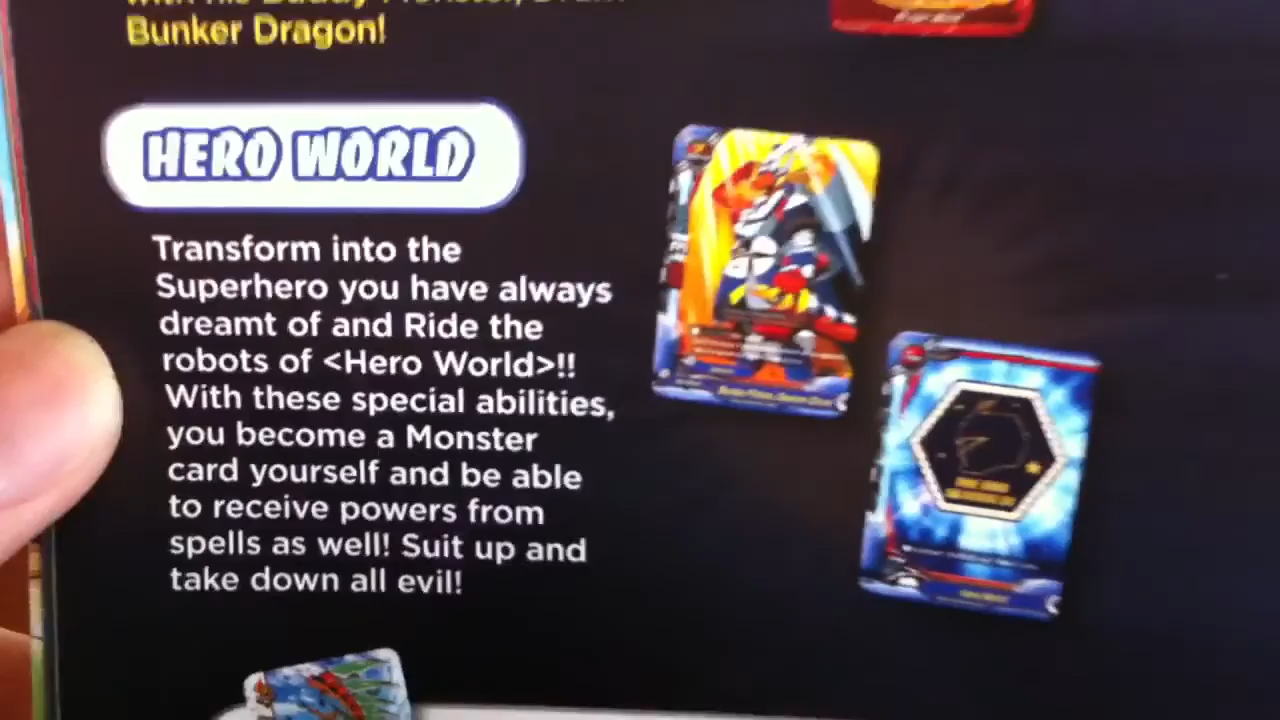 Bunker Dragon!
HERO WORLD
Transform into the
Superhero you have always
dreamt of and Ride the
robots of <Hero World>!!
With these special abilities,
you become a Monster
card yourself and be able
to receive powers from
spells as well! Suit up and
take down all evil!